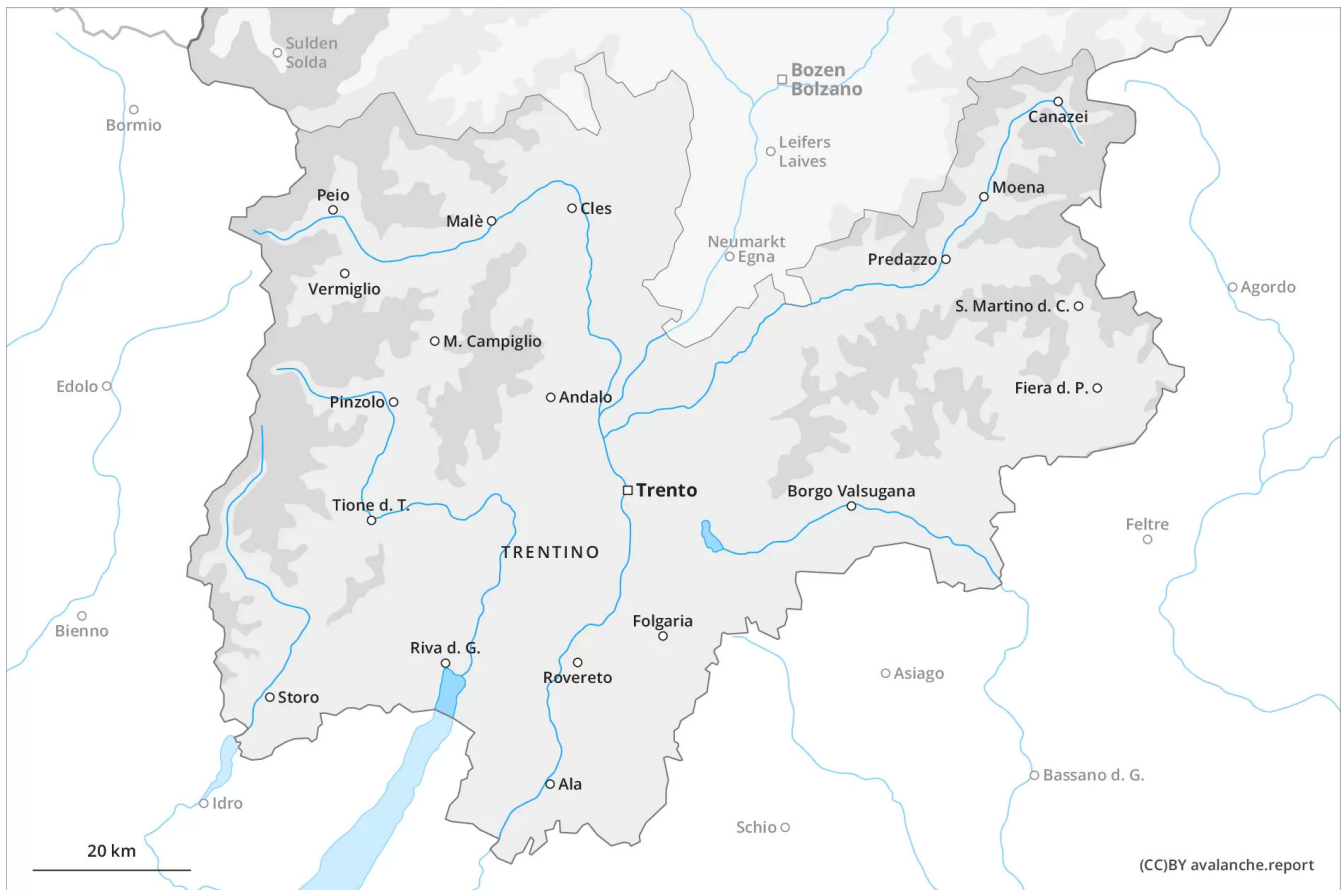 Sulden
Solda
Bozen
Bolzano
Bormio
Canazei
Leifers
Laives
Peio
Moena
Malè
Cles
Neumarkt
Egna
Predazzo
Vermiglio
Agordo
S. Martino d. C.
M. Campiglio
Edolo
Fiera d. P.
Pinzolo
Andalo
Trento
Borgo Valsugana
Tione d. T.
Feltre
TRENTINO
Bienno
Folgaria
Riva d. G.
Asiago
Rovereto
Storo
Bassano d. G.
Ala
Idro
Schio
20 km
(CC)BY avalanche.report